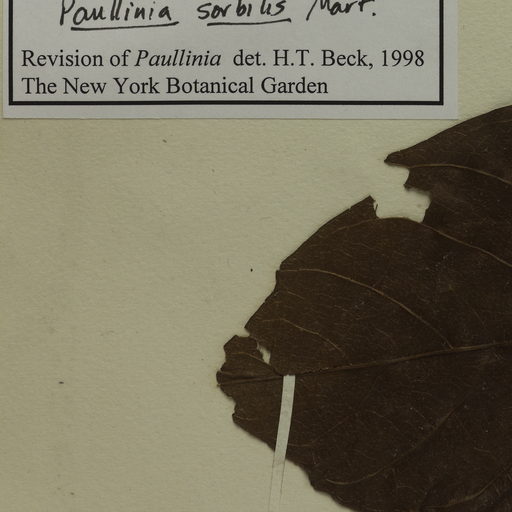 Paullinia sorbilis Mart.
Revision of Paullinia det. H.T. Beck, 1998
The New York Botanical Garden